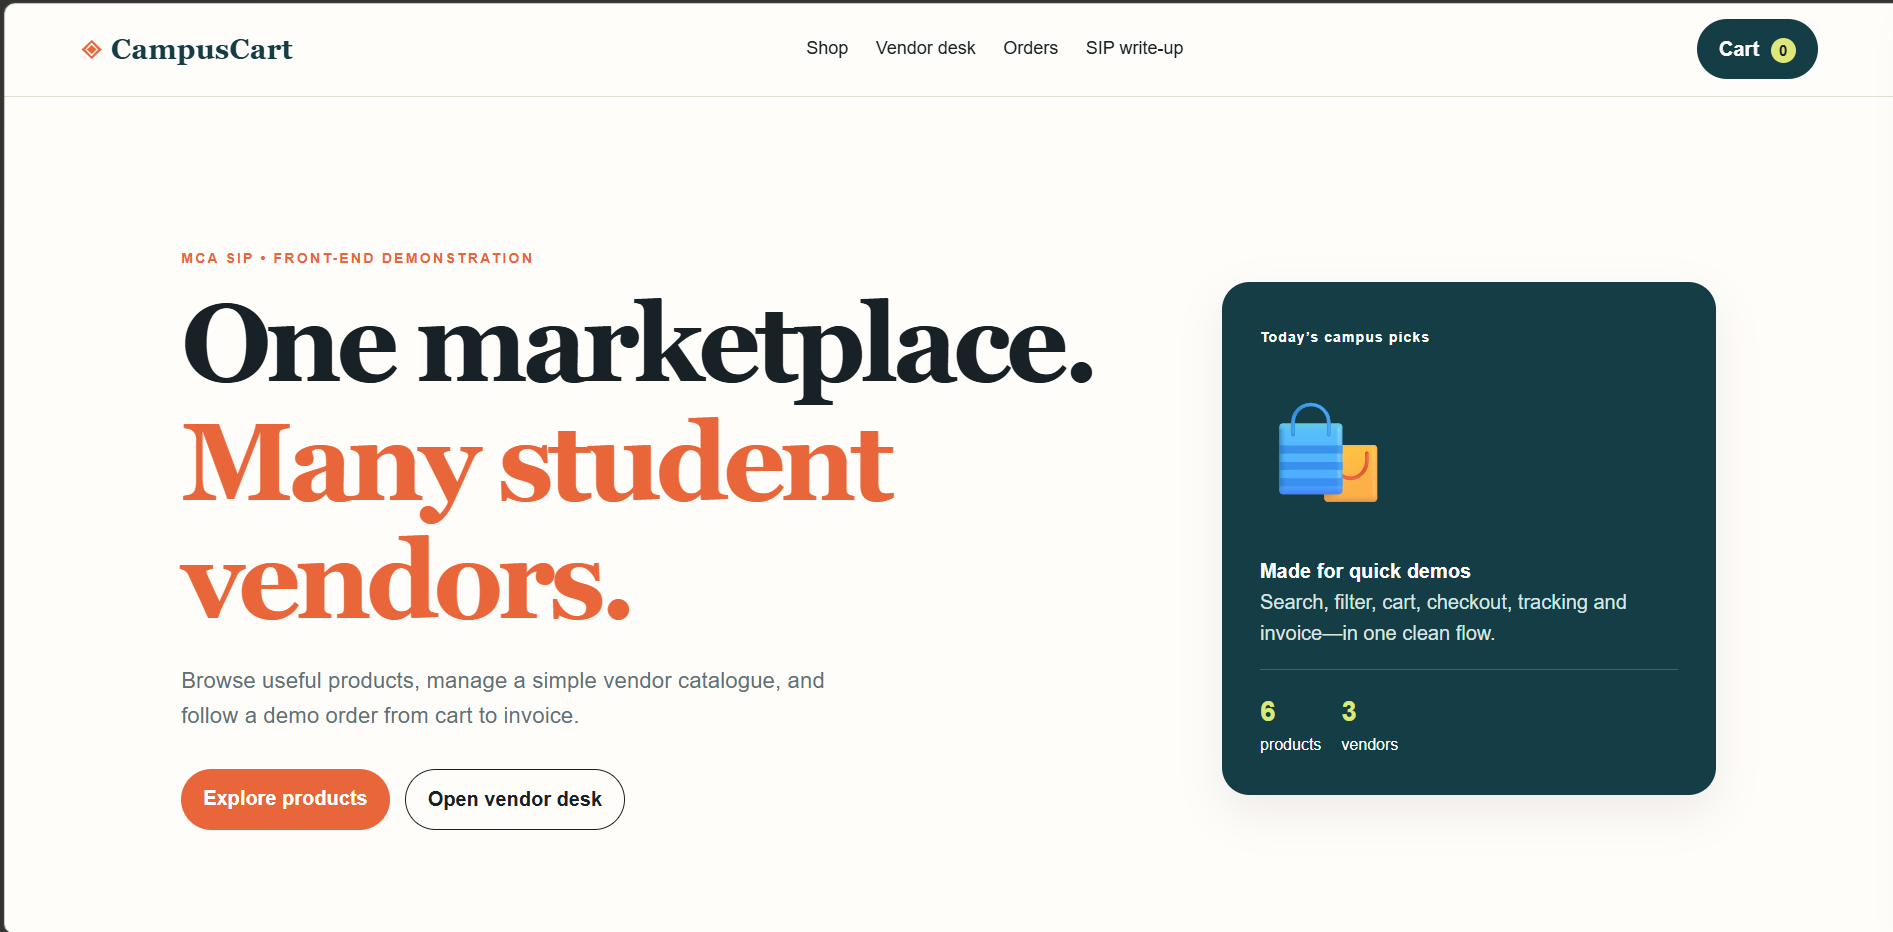 CampusCart
Shop
Vendor desk
Orders
SIP write-up
Cart 0
MCA SIP • FRONT-END DEMONSTRATION
One marketplace.
Many student
vendors.
Browse useful products, manage a simple vendor catalogue, and
follow a demo order from cart to invoice.
Explore products
Open vendor desk
Today’s campus picks
Made for quick demos
Search, filter, cart, checkout, tracking and
invoice—in one clean flow.
6
products
3
vendors